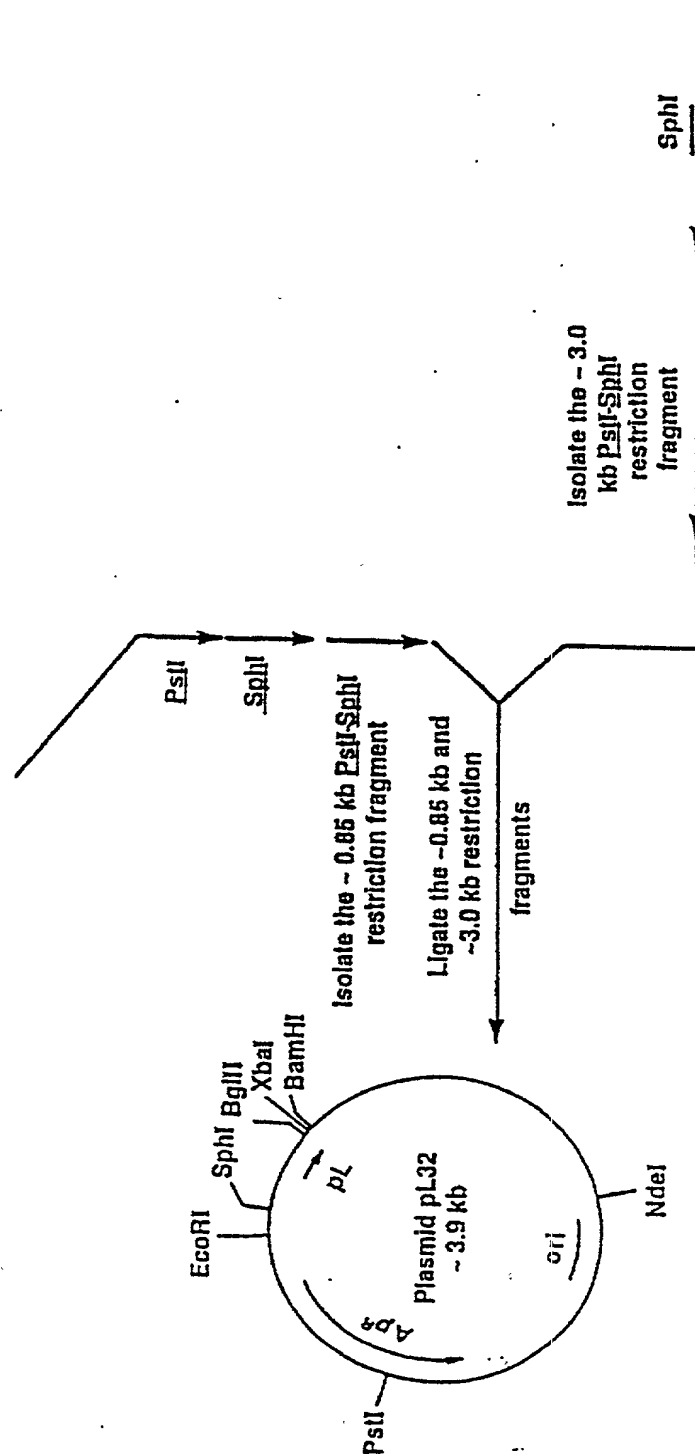 SphI
Isolate the ~ 3.0
kb PstI-SphI
restriction
fragment
PstI
SphI
Isolate the ~ 0.85 kb PstI-SphI
restriction fragment
Ligate the ~0.85 kb and
~3.0 kb restriction
fragments
EcoRI
SphI
BglII
XbaI
BamHI
Plasmid pL32
~ 3.9 kb
ori
NdeI
PstI